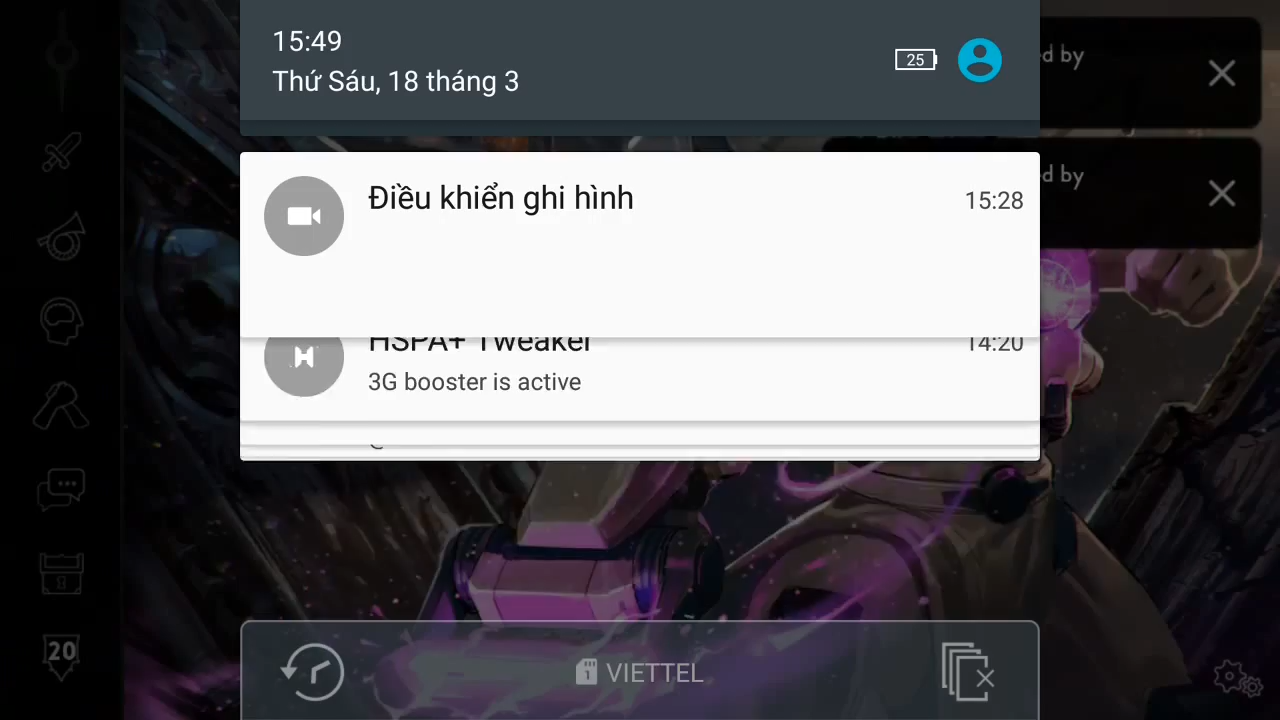 15:49
25
Thứ Sáu, 18 tháng 3
d by
Điều khiển ghi hình
15:28
d by
HSPA+ Tweaker
14:20
3G booster is active
20
1
VIETTEL